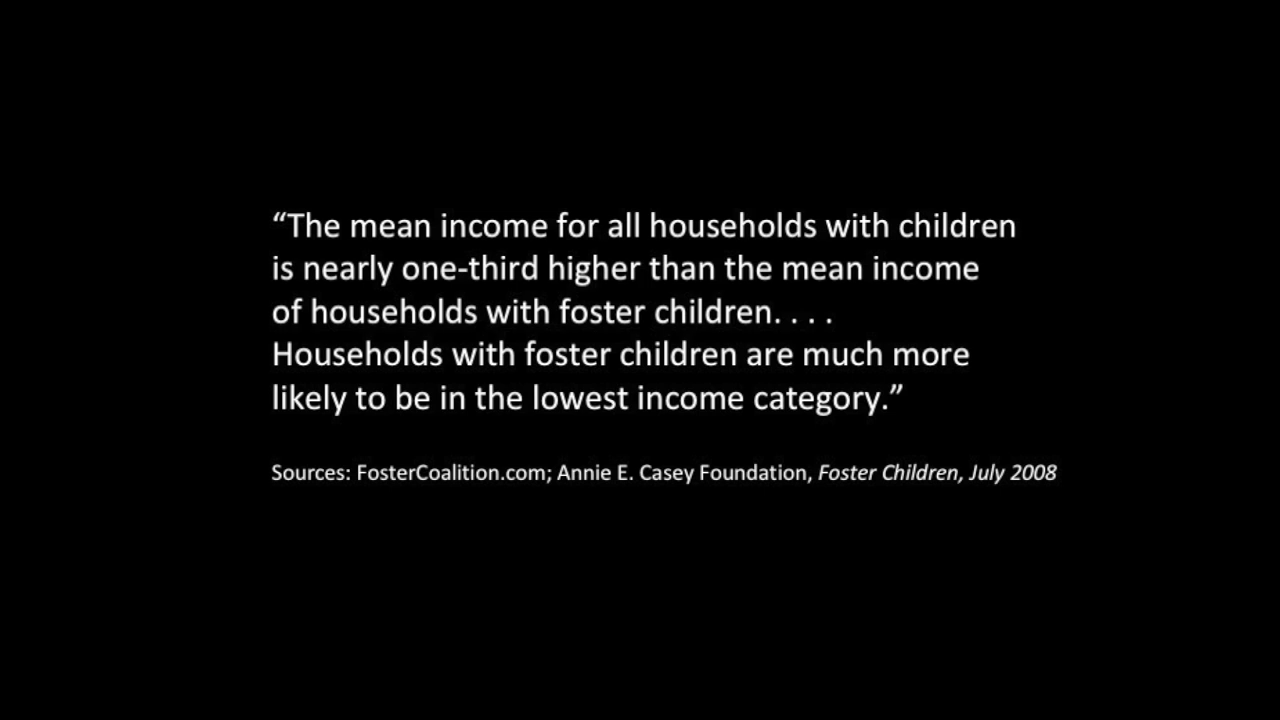 “The mean income for all households with children
is nearly one-third higher than the mean income
of households with foster children. . . .
Households with foster children are much more
likely to be in the lowest income category.”
Sources: FosterCoalition.com; Annie E. Casey Foundation, Foster Children, July 2008